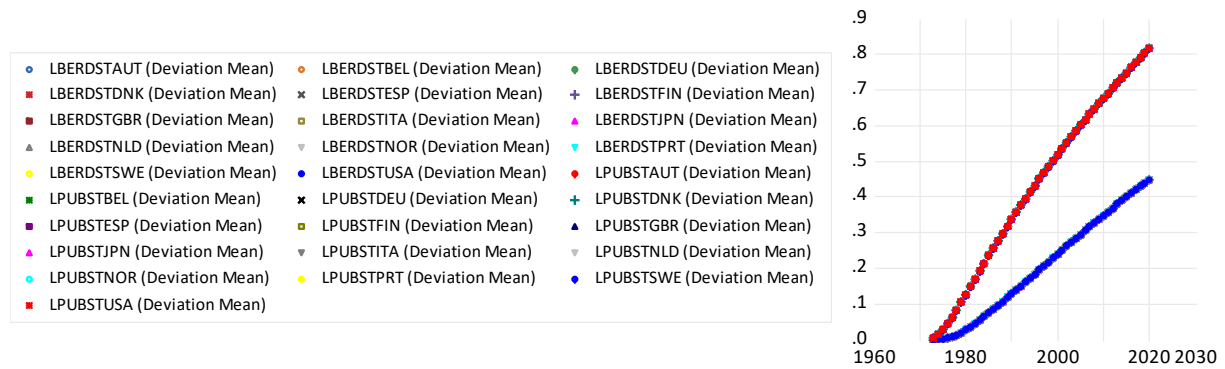 LBERDSTAUT (Deviation Mean) LBERDSTBEL (Deviation Mean) LBERDSTDEU (Deviation Mean)
LBERDSTDNK (Deviation Mean) LBERDSTESP (Deviation Mean) LBERDSTFIN (Deviation Mean)
LBERDSTGBR (Deviation Mean) LBERDSTITA (Deviation Mean) LBERDSTJPN (Deviation Mean)
LBERDSTNLD (Deviation Mean) LBERDSTNOR (Deviation Mean) LBERDSTPRT (Deviation Mean)
LBERDSTSWE (Deviation Mean) LBERDSTUSA (Deviation Mean) LPUBSTAUT (Deviation Mean)
LPUBSTBEL (Deviation Mean) LPUBSTDEU (Deviation Mean) LPUBSTDNK (Deviation Mean)
LPUBSTESP (Deviation Mean) LPUBSTFIN (Deviation Mean) LPUBSTGBR (Deviation Mean)
LPUBSTJPN (Deviation Mean) LPUBSTITA (Deviation Mean) LPUBSTNLD (Deviation Mean)
LPUBSTNOR (Deviation Mean) LPUBSTPRT (Deviation Mean) LPUBSTSWE (Deviation Mean)
LPUBSTUSA (Deviation Mean)
.9
.8
.7
.6
.5
.4
.3
.2
.1
.0
1960 1980 2000 2020 2030